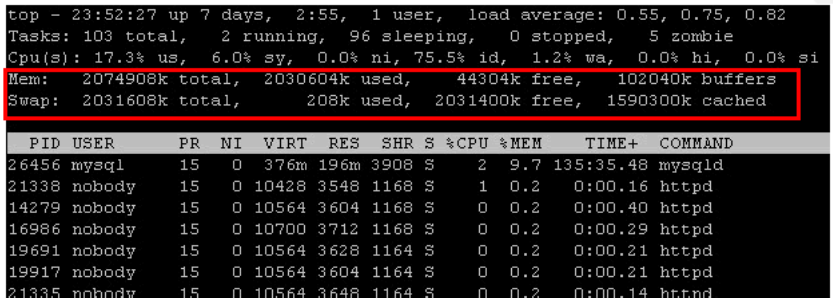 top - 23:52:27 up 7 days, 2:55, 1 user, load average: 0.55, 0.75, 0.82
Tasks: 103 total, 2 running, 96 sleeping, 0 stopped, 5 zombie
Cpu(s): 17.3% us, 6.0% sy, 0.0% ni, 75.5% id, 1.2% wa, 0.0% hi, 0.0% si
Mem: 2074908k total, 2030604k used, 44304k free, 102040k buffers
Swap: 2031608k total, 208k used, 2031400k free, 1590300k cached
PID USER PR NI VIRT RES SHR S %CPU %MEM TIME+ COMMAND
26456 mysql 15 0 376m 196m 3908 S 2 9.7 135:35.48 mysqld
21338 nobody 15 0 10428 3548 1168 S 1 0.2 0:00.16 httpd
14279 nobody 15 0 10564 3604 1168 S 0 0.2 0:00.40 httpd
16986 nobody 15 0 10700 3712 1168 S 0 0.2 0:00.29 httpd
19691 nobody 15 0 10564 3628 1164 S 0 0.2 0:00.21 httpd
19917 nobody 15 0 10564 3604 1164 S 0 0.2 0:00.21 httpd
21335 nobody 15 0 10564 3648 1164 S 0 0.2 0:00.14 httpd